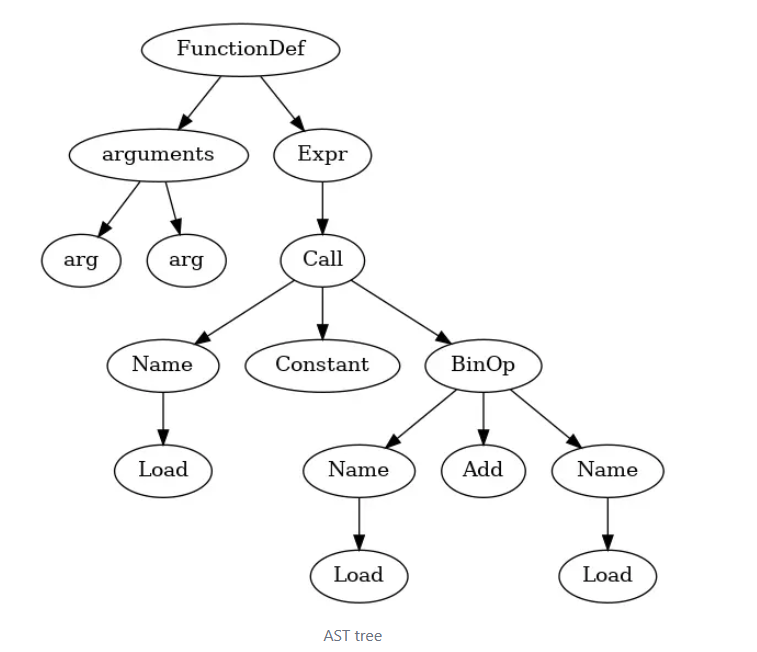 FunctionDef
arguments
Expr
arg
arg
Call
Name
Constant
BinOp
Load
Name
Add
Name
Load
Load
AST tree